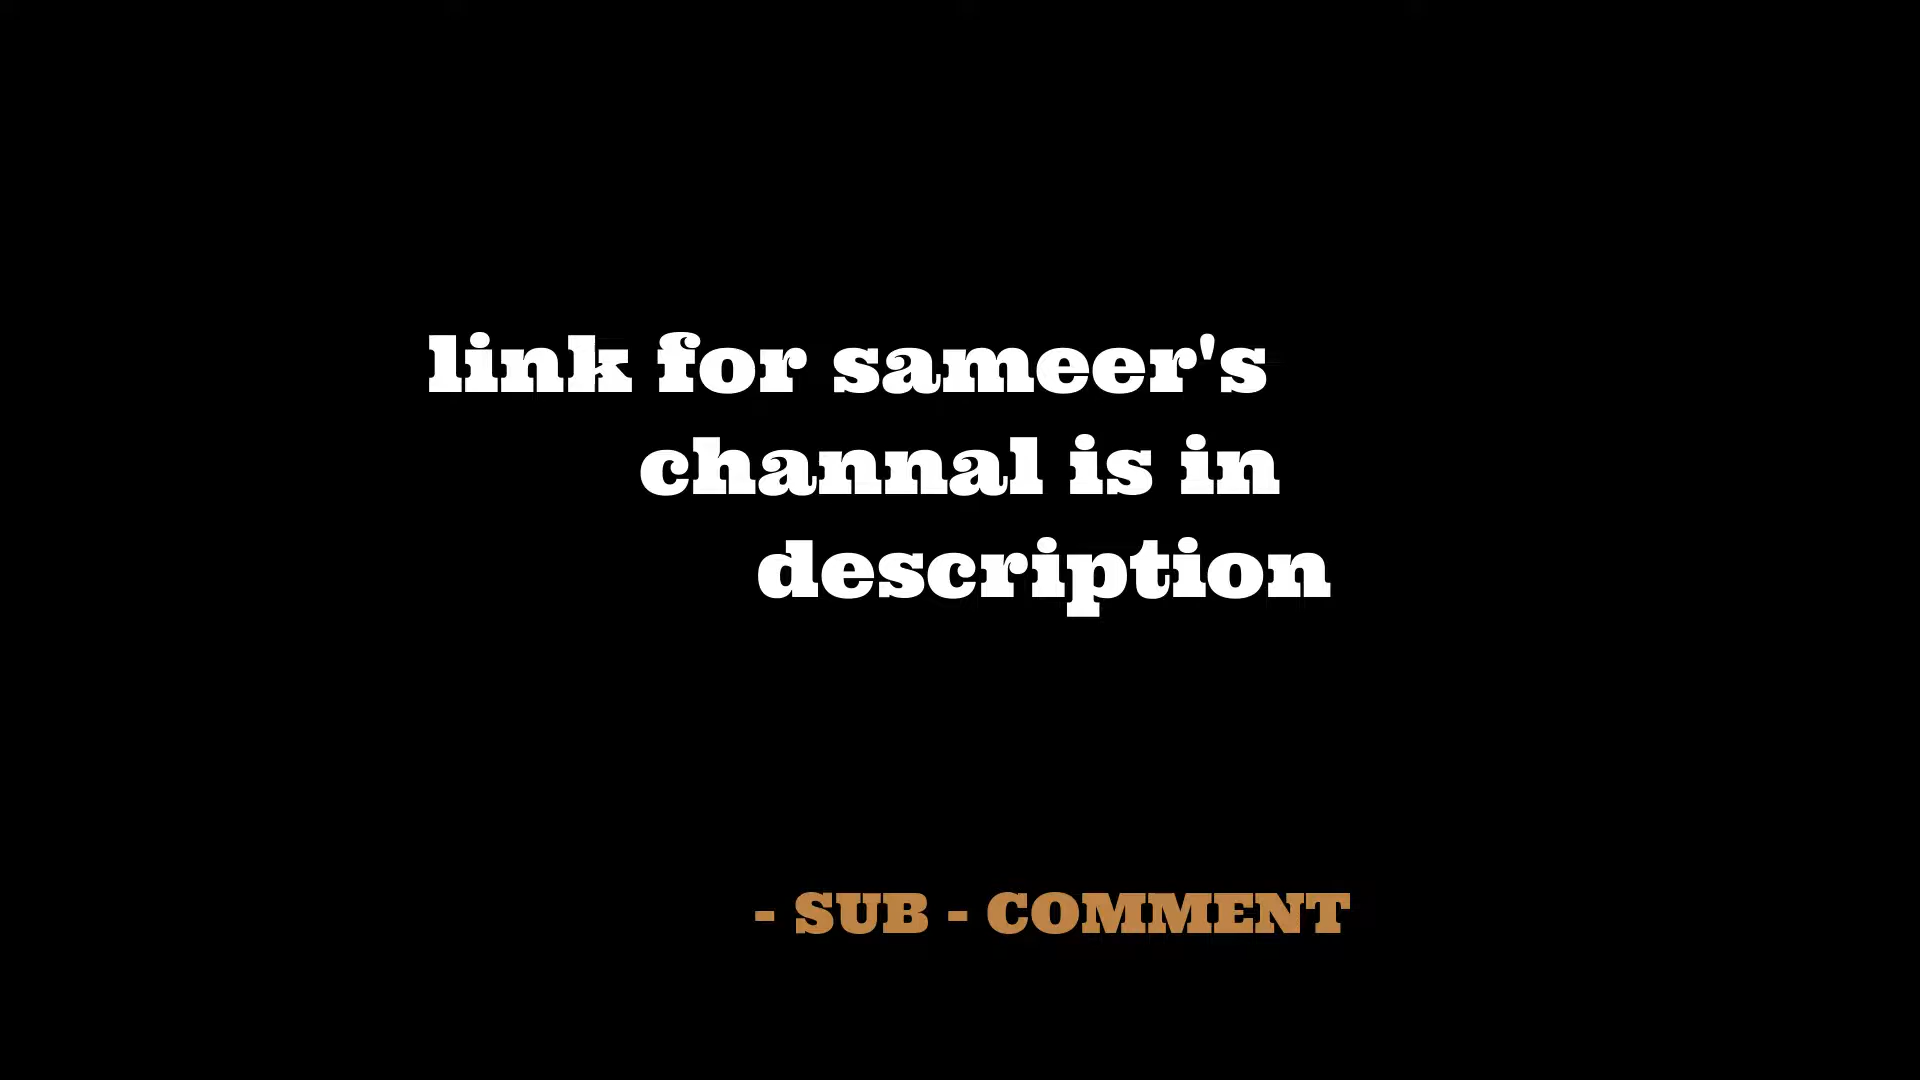 link for sameer's
channal is in
description
- SUB - COMMENT